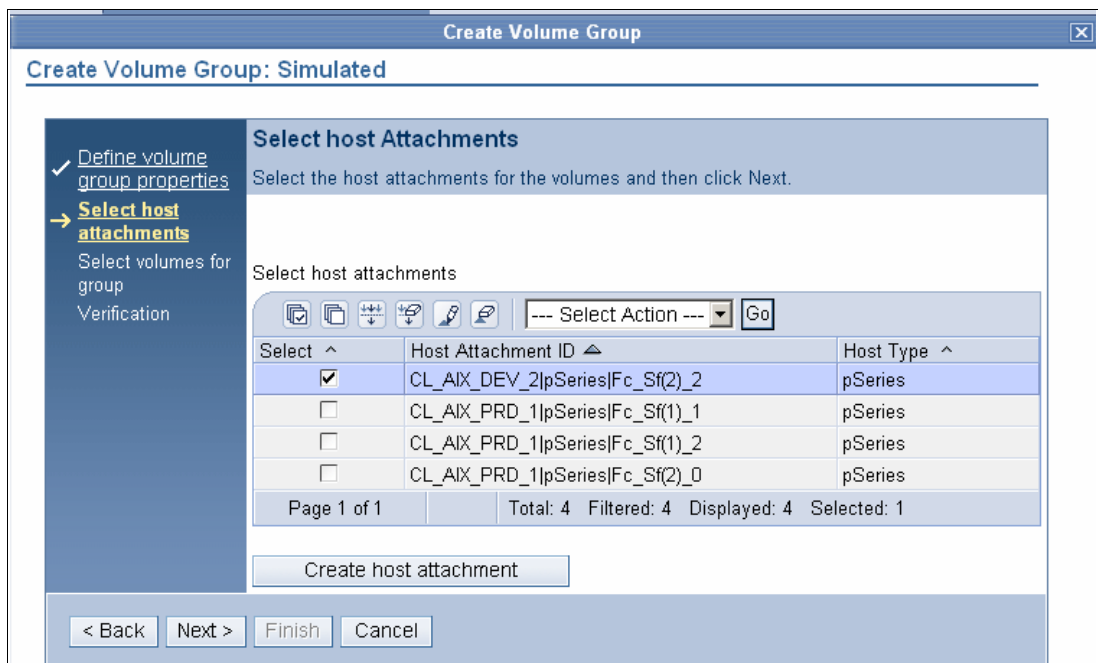 Create Volume Group
Create Volume Group: Simulated
Define volume
group properties
Select host
attachments
Select volumes for
group
Verification
Select host Attachments
Select the host attachments for the volumes and then click Next.
Select host attachments
--- Select Action --- Go
Select Host Attachment ID Host Type
CL_AIX_DEV_2|pSeries|Fc_Sf(2)_2 pSeries
CL_AIX_PRD_1|pSeries|Fc_Sf(1)_1 pSeries
CL_AIX_PRD_1|pSeries|Fc_Sf(1)_2 pSeries
CL_AIX_PRD_1|pSeries|Fc_Sf(2)_0 pSeries
Page 1 of 1 Total: 4 Filtered: 4 Displayed: 4 Selected: 1
Create host attachment
< Back Next > Finish Cancel